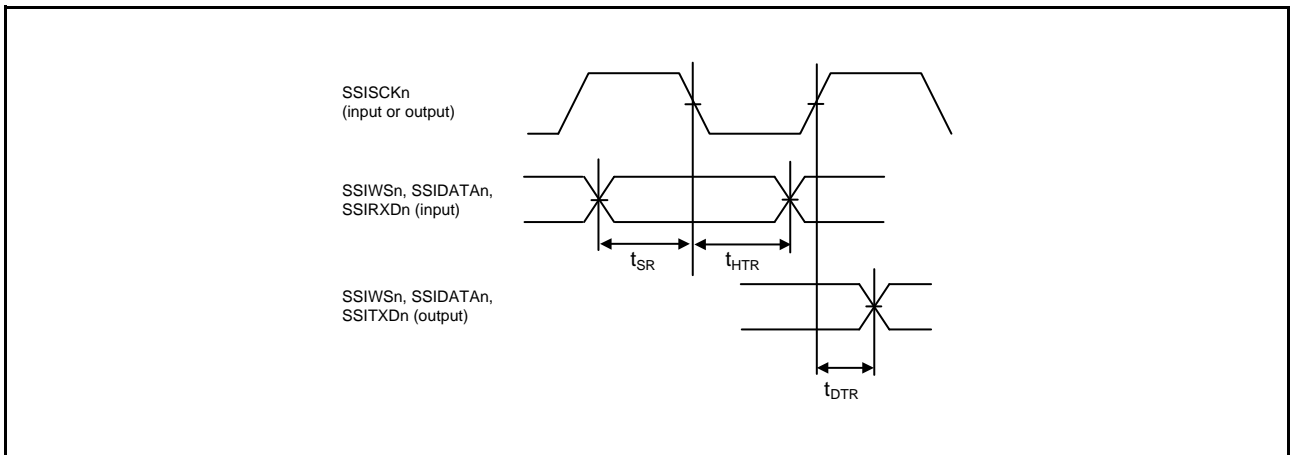 SSISCKn
(input or output)
SSIWSn, SSIDATAn,
SSIRXDn (input)
tSR
tHTR
SSIWSn, SSIDATAn,
SSITXDn (output)
tDTR